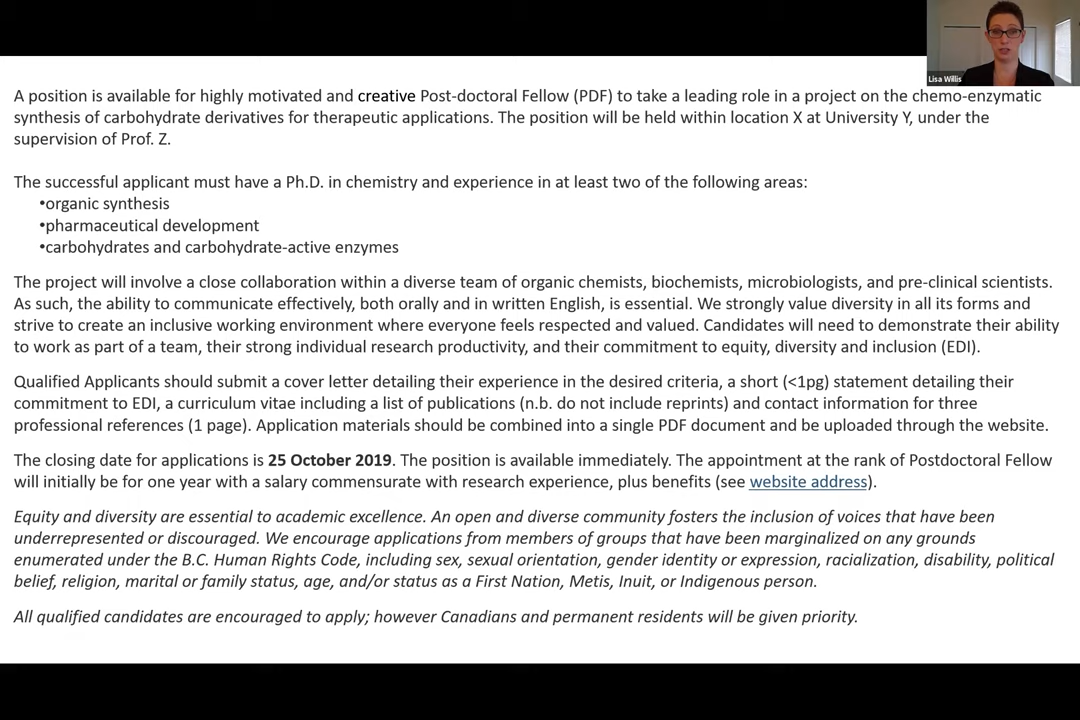 Lisa Willis
A position is available for highly motivated and creative Post-doctoral Fellow (PDF) to take a leading role in a project on the chemo-enzymatic
synthesis of carbohydrate derivatives for therapeutic applications. The position will be held within location X at University Y, under the
supervision of Prof. Z.
The successful applicant must have a Ph.D. in chemistry and experience in at least two of the following areas:
•organic synthesis
•pharmaceutical development
•carbohydrates and carbohydrate-active enzymes
The project will involve a close collaboration within a diverse team of organic chemists, biochemists, microbiologists, and pre-clinical scientists.
As such, the ability to communicate effectively, both orally and in written English, is essential. We strongly value diversity in all its forms and
strive to create an inclusive working environment where everyone feels respected and valued. Candidates will need to demonstrate their ability
to work as part of a team, their strong individual research productivity, and their commitment to equity, diversity and inclusion (EDI).
Qualified Applicants should submit a cover letter detailing their experience in the desired criteria, a short (<1pg) statement detailing their
commitment to EDI, a curriculum vitae including a list of publications (n.b. do not include reprints) and contact information for three
professional references (1 page). Application materials should be combined into a single PDF document and be uploaded through the website.
The closing date for applications is 25 October 2019. The position is available immediately. The appointment at the rank of Postdoctoral Fellow
will initially be for one year with a salary commensurate with research experience, plus benefits (see website address).
Equity and diversity are essential to academic excellence. An open and diverse community fosters the inclusion of voices that have been
underrepresented or discouraged. We encourage applications from members of groups that have been marginalized on any grounds
enumerated under the B.C. Human Rights Code, including sex, sexual orientation, gender identity or expression, racialization, disability, political
belief, religion, marital or family status, age, and/or status as a First Nation, Metis, Inuit, or Indigenous person.
All qualified candidates are encouraged to apply; however Canadians and permanent residents will be given priority.